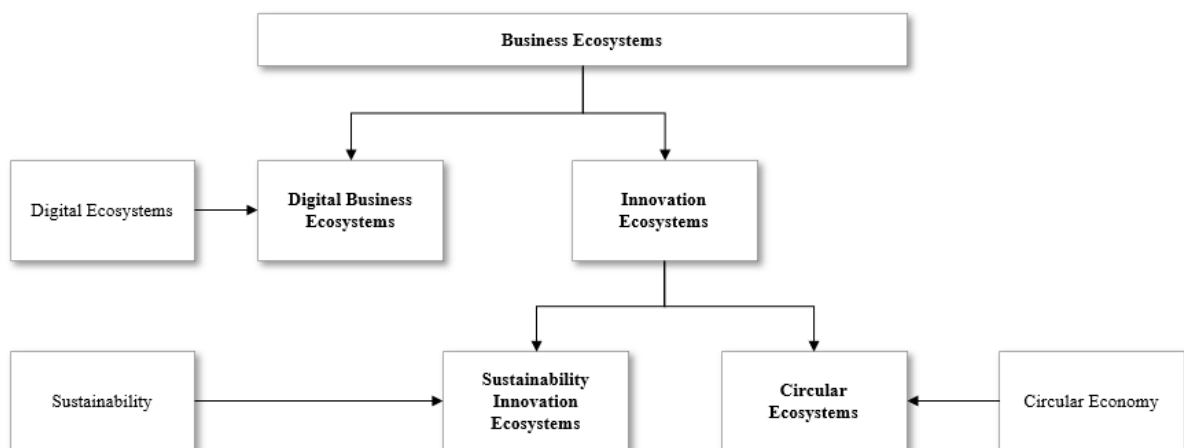 Business Ecosystems
Digital Ecosystems
Digital Business
Ecosystems
Innovation
Ecosystems
Sustainability
Sustainability
Innovation
Ecosystems
Circular
Ecosystems
Circular Economy